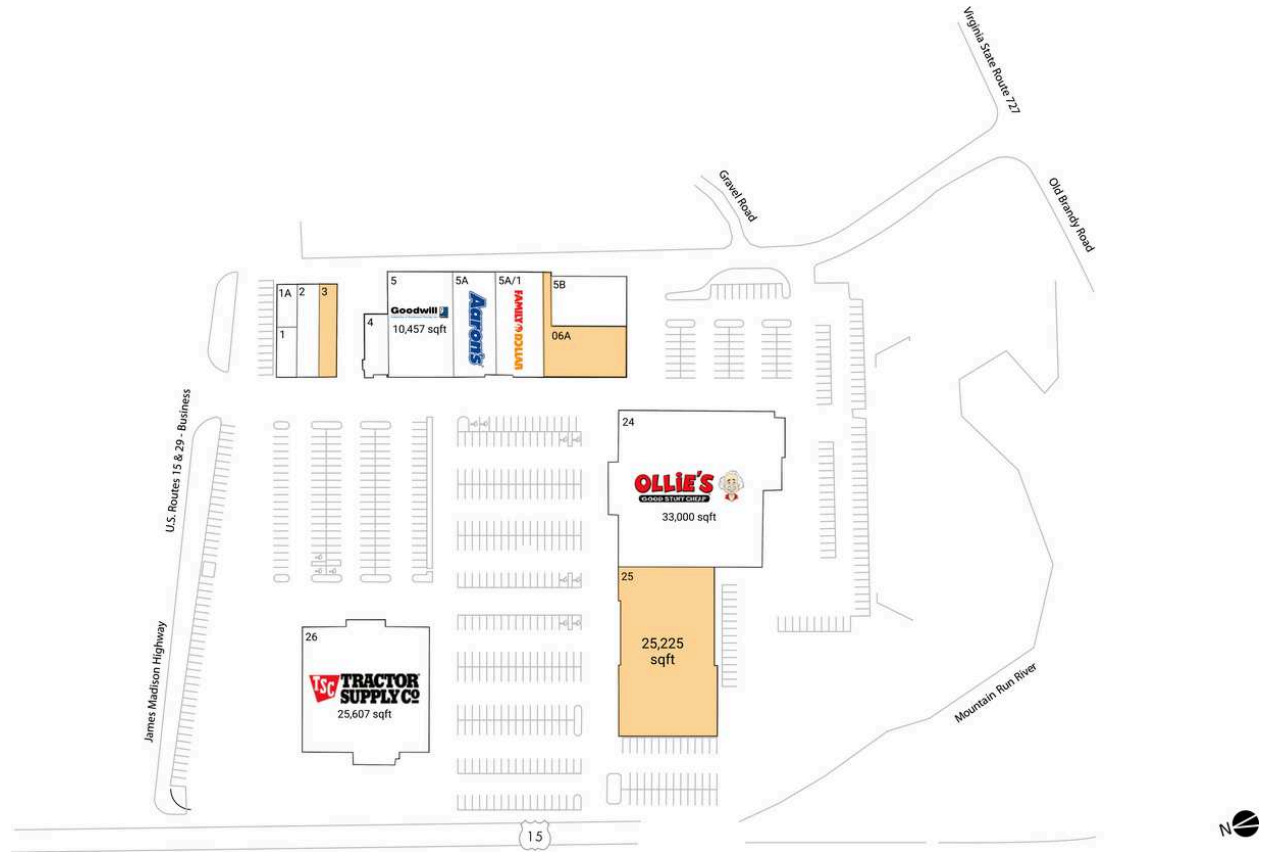 Virginia State Route 727
Gravel Road
Old Brandy Road
1A
2
3
1
4
5
Goodwill
10,457 sqft
5A
Aaron's
5A/1
FAMILY DOLLAR
5B
06A
U.S. Routes 15 & 29 - Business
James Madison Highway
24
OLLIE'S
GOOD STUFF CHEAP
33,000 sqft
25
25,225
sqft
26
TSC TRACTOR
SUPPLY CO
25,607 sqft
Mountain Run River
15
N